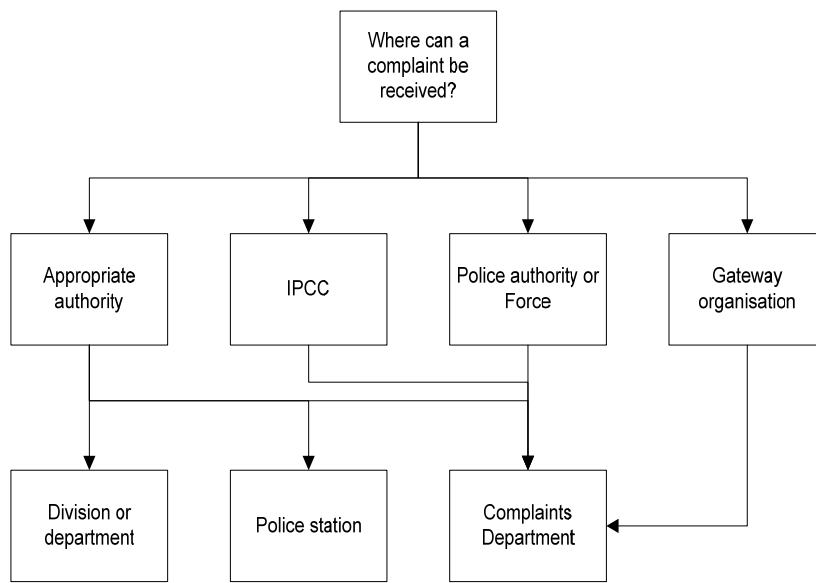 Where can a
complaint be
received?
Appropriate
authority
IPCC
Police authority or
Force
Gateway
organisation
Division or
department
Police station
Complaints
Department